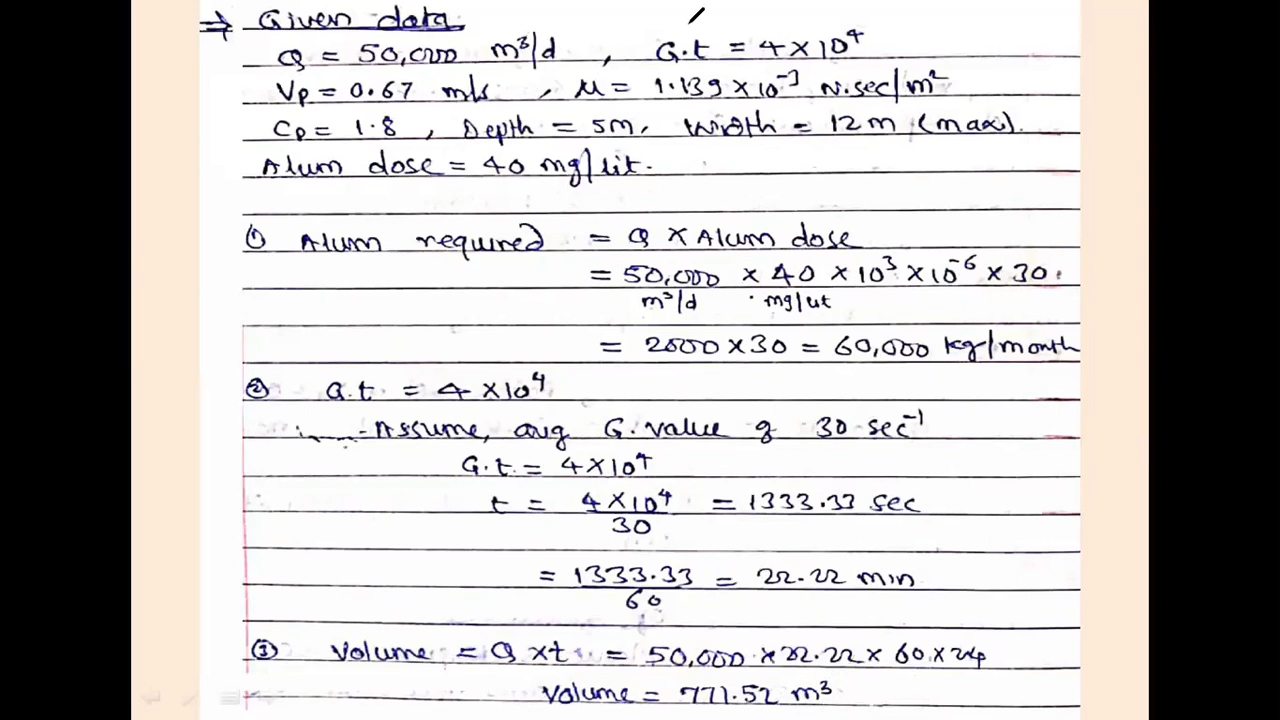 ⇒ Given data
Q = 50,000 m³/d , G.t = 4×10⁴
Vp = 0.67 m/s , μ = 1.139×10⁻³ N.sec/m²
CD = 1.8 , Depth = 5m, Width = 12m (max).
Alum dose = 40 mg/lit.
① Alum required = Q × Alum dose
= 50,000 × 40 × 10³ × 10⁻⁶ × 30.
m³/d mg/lit
= 2000×30 = 60,000 kg/month
② G.t = 4×10⁴
Assume, avg G.value of 30 sec⁻¹
G.t. = 4×10⁴
t = 4×10⁴ = 1333.33 sec
30
= 1333.33 = 22.22 min
60
③ Volume = Q×t = 50,000×22.22×60×24
Volume = 771.52 m³